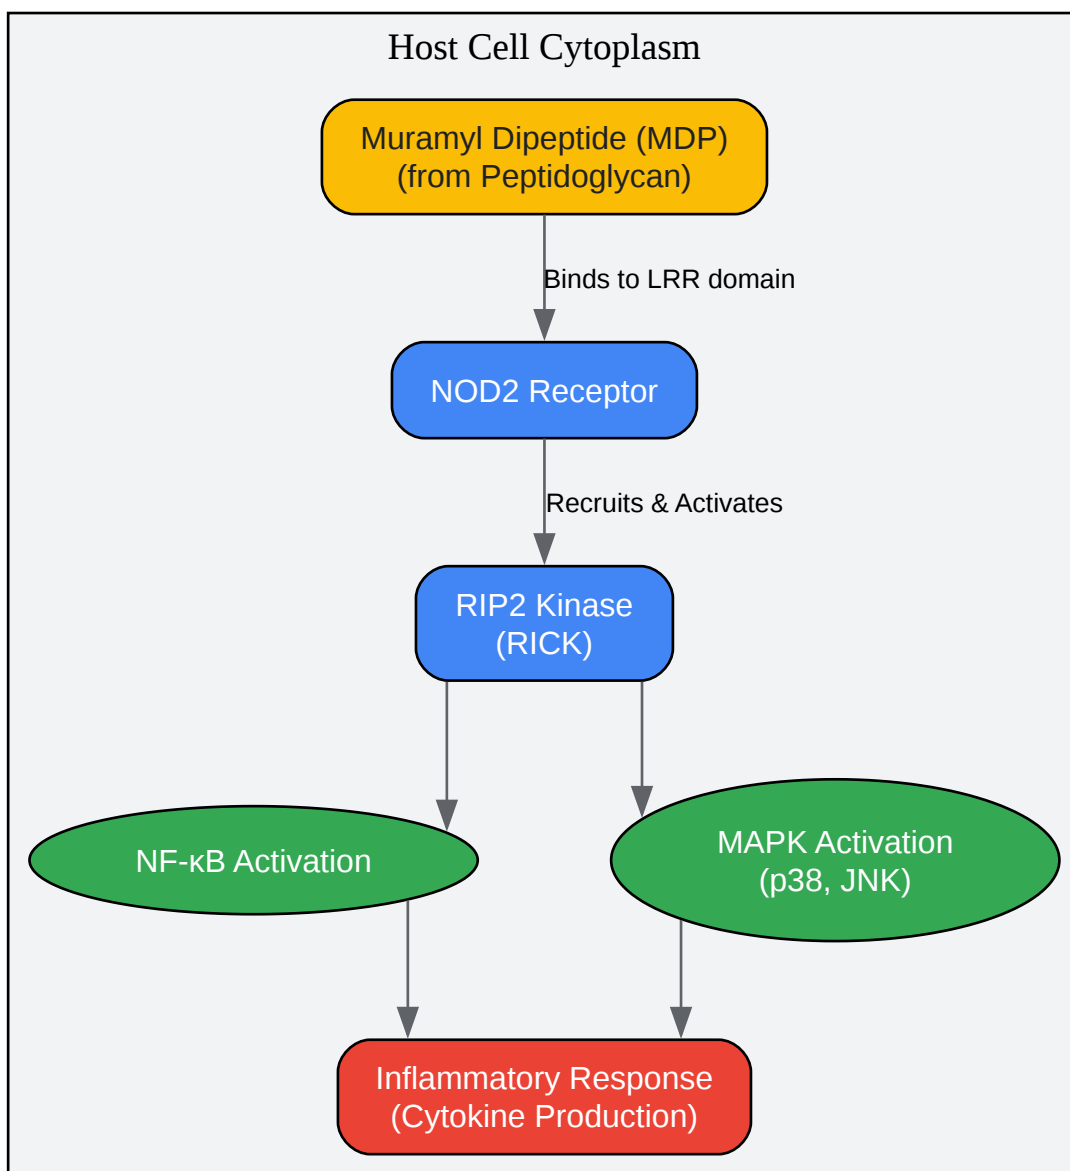 Host Cell Cytoplasm
Muramyl Dipeptide (MDP)
(from Peptidoglycan)
Binds to LRR domain
NOD2 Receptor
Recruits & Activates
RIP2 Kinase
(RICK)
NF-κB Activation
MAPK Activation
(p38, JNK)
Inflammatory Response
(Cytokine Production)